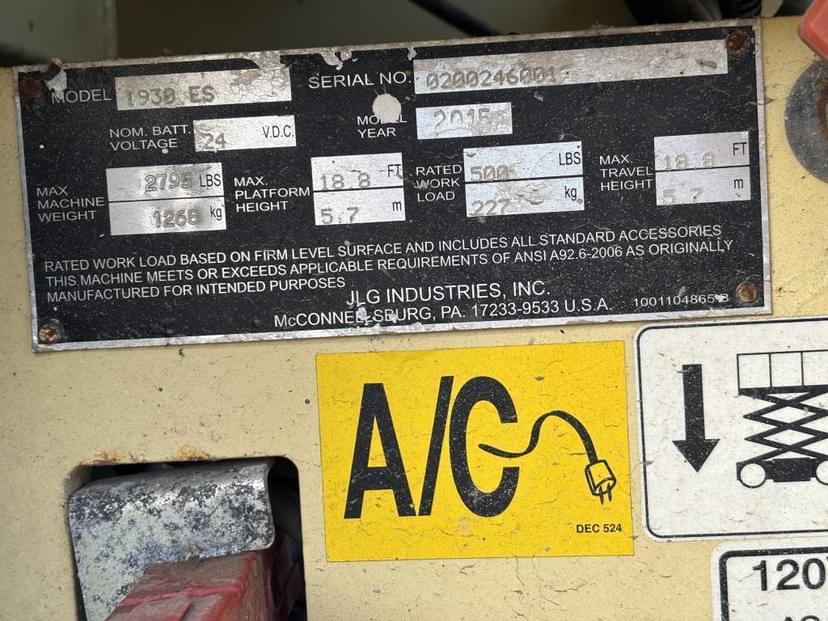 MODEL 1930 ES SERIAL NO. 0200246001
NOM. BATT. VOLTAGE 24 V.D.C. MODEL YEAR 2015
MAX MACHINE WEIGHT 2795 LBS 1268 kg
MAX. PLATFORM HEIGHT 18.8 FT 5.7 m
RATED WORK LOAD 500 LBS 227 kg
MAX. TRAVEL HEIGHT 18.8 FT 5.7 m
RATED WORK LOAD BASED ON FIRM LEVEL SURFACE AND INCLUDES ALL STANDARD ACCESSORIES
THIS MACHINE MEETS OR EXCEEDS APPLICABLE REQUIREMENTS OF ANSI A92.6-2006 AS ORIGINALLY
MANUFACTURED FOR INTENDED PURPOSES
JLG INDUSTRIES, INC.
McCONNELLSBURG, PA. 17233-9533 U.S.A. 1001104865 B
A/C
DEC 524
120